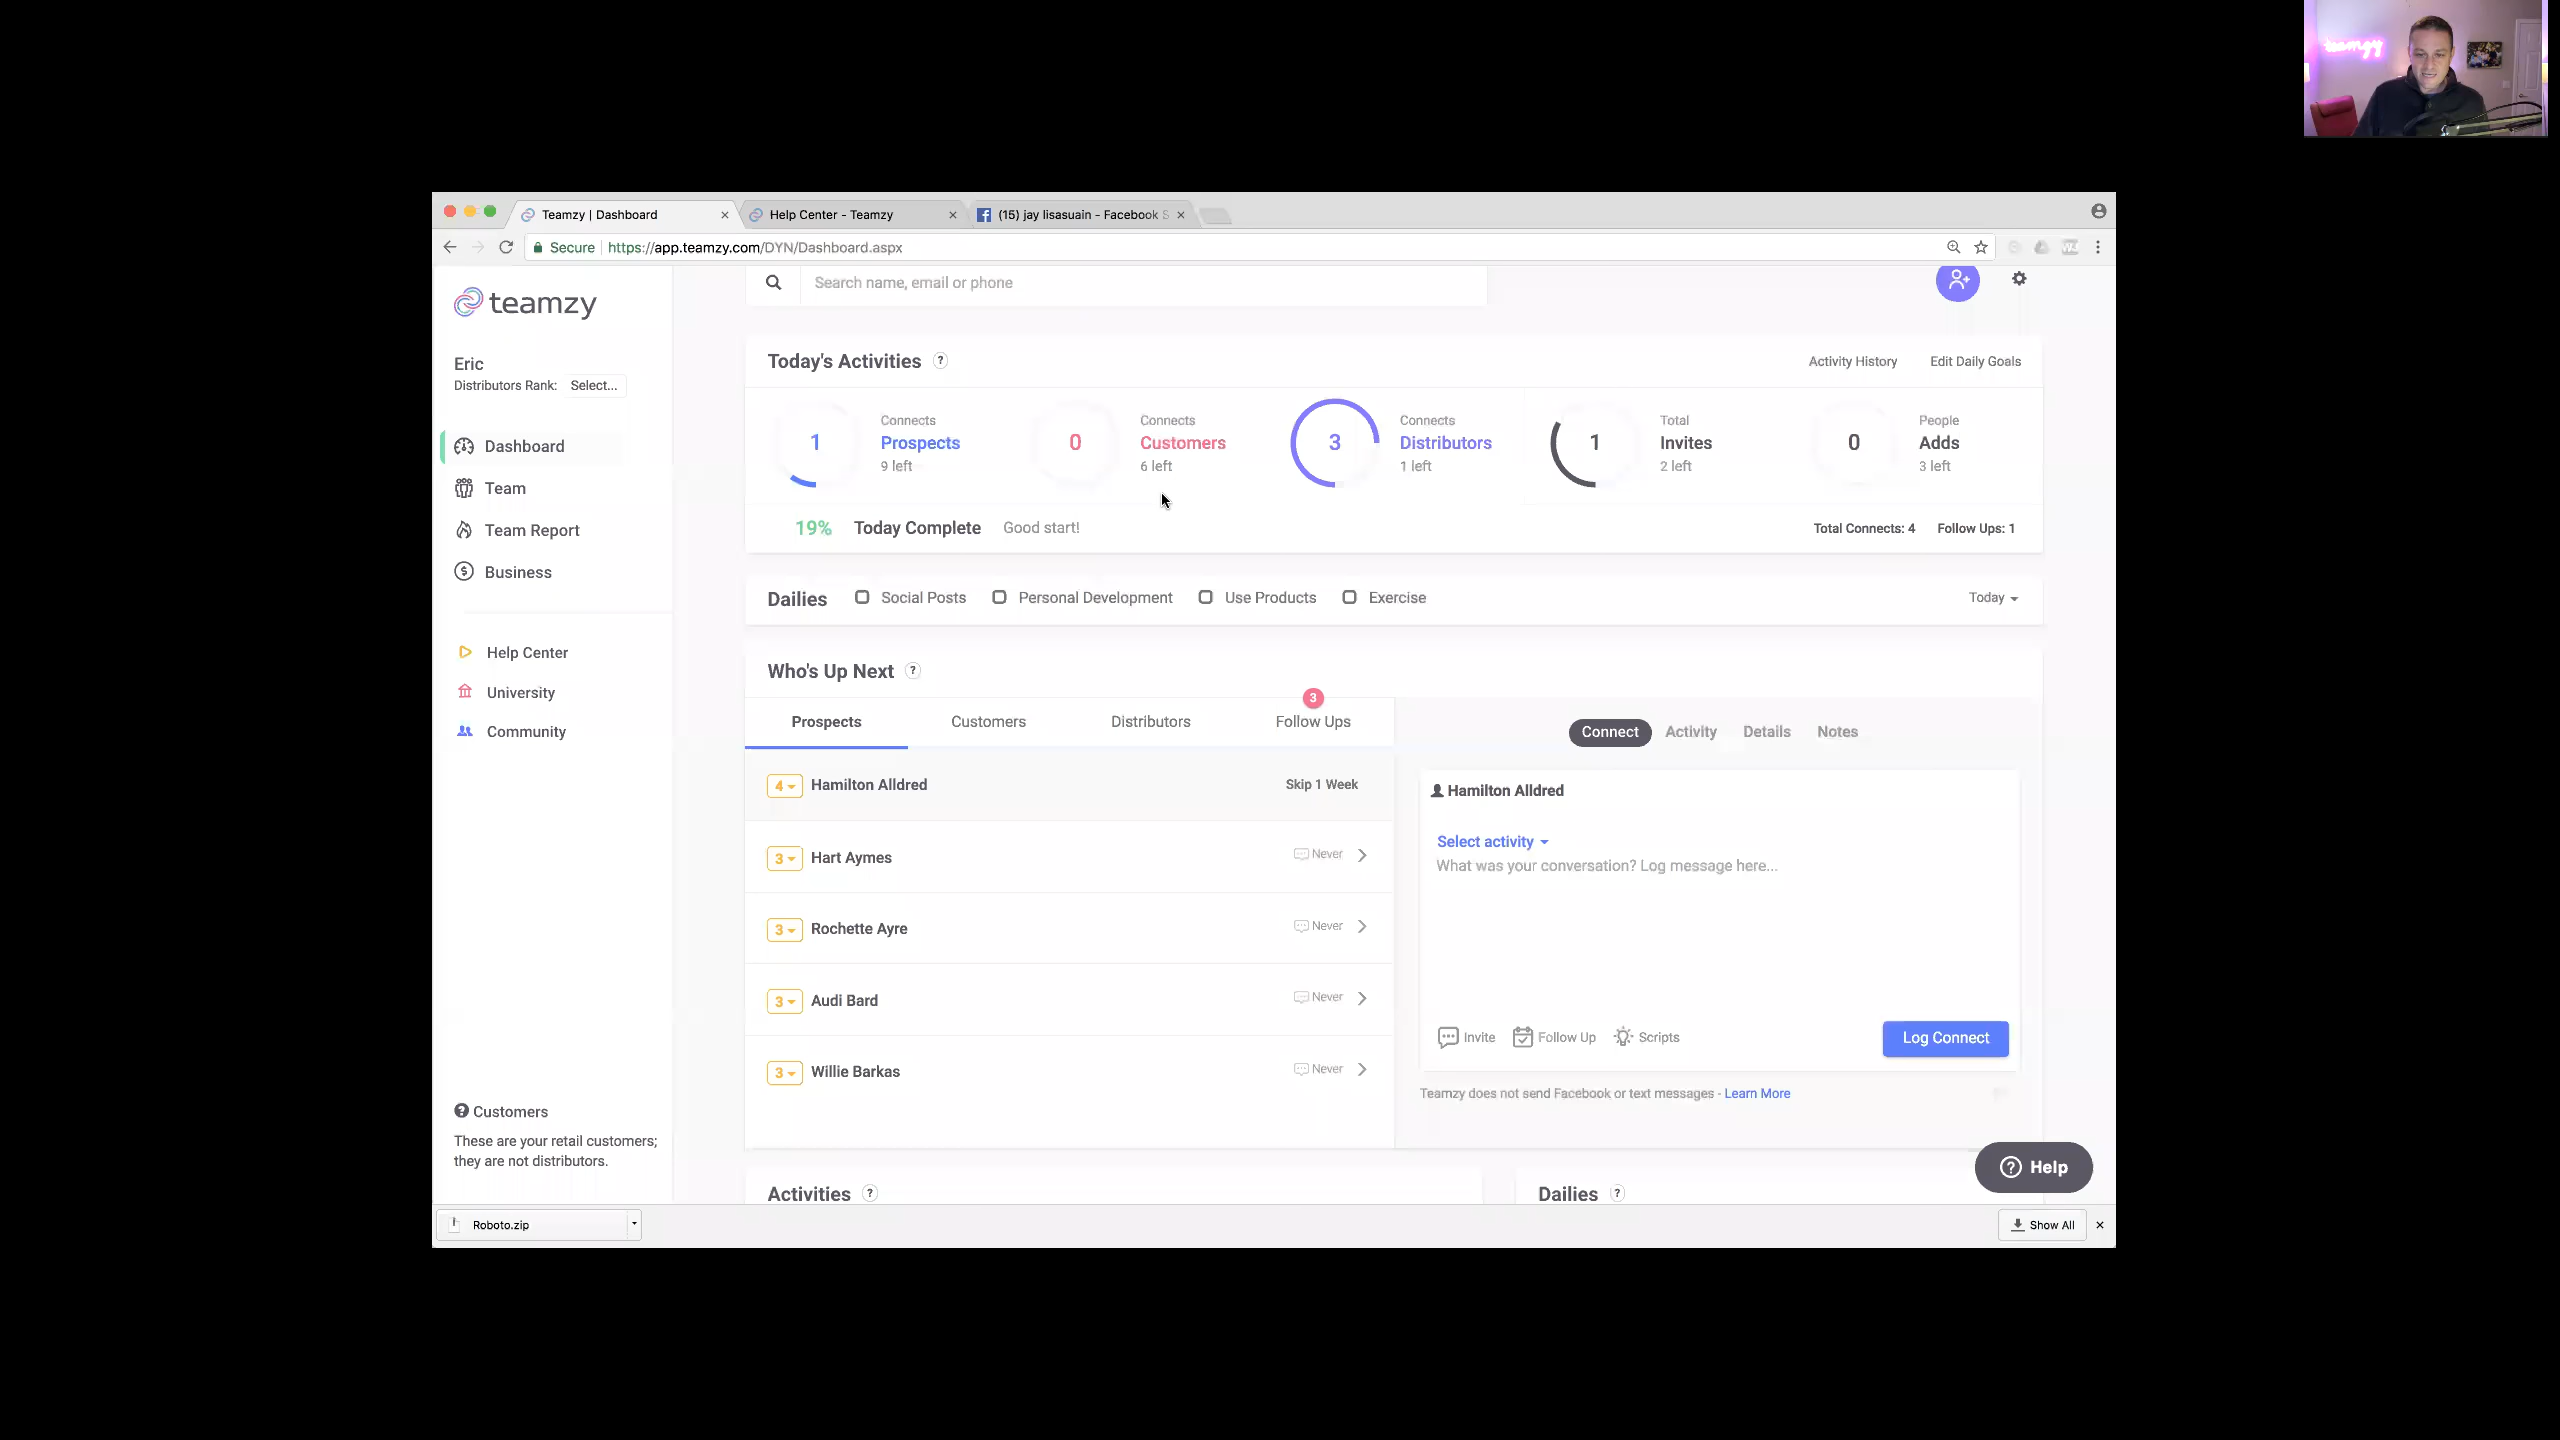 teamzy
Teamzy | Dashboard
Help Center - Teamzy
(15) jay lisasuain - Facebook S
Secure | https://app.teamzy.com/DYN/Dashboard.aspx
teamzy
Search name, email or phone
Eric
Distributors Rank: Select...
Dashboard
Team
Team Report
Business
Help Center
University
Community
Customers
These are your retail customers;
they are not distributors.
Today's Activities ?
Activity History
Edit Daily Goals
1
Connects
Prospects
9 left
0
Connects
Customers
6 left
3
Connects
Distributors
1 left
1
Total
Invites
2 left
0
People
Adds
3 left
19% Today Complete Good start!
Total Connects: 4 Follow Ups: 1
Dailies Social Posts Personal Development Use Products Exercise Today
Who's Up Next ?
3
Prospects Customers Distributors Follow Ups
4 Hamilton Alldred Skip 1 Week
3 Hart Aymes Never
3 Rochette Ayre Never
3 Audi Bard Never
3 Willie Barkas Never
Connect Activity Details Notes
Hamilton Alldred
Select activity
What was your conversation? Log message here...
Invite Follow Up Scripts Log Connect
Teamzy does not send Facebook or text messages - Learn More
? Help
Activities ?
Dailies ?
Roboto.zip
Show All